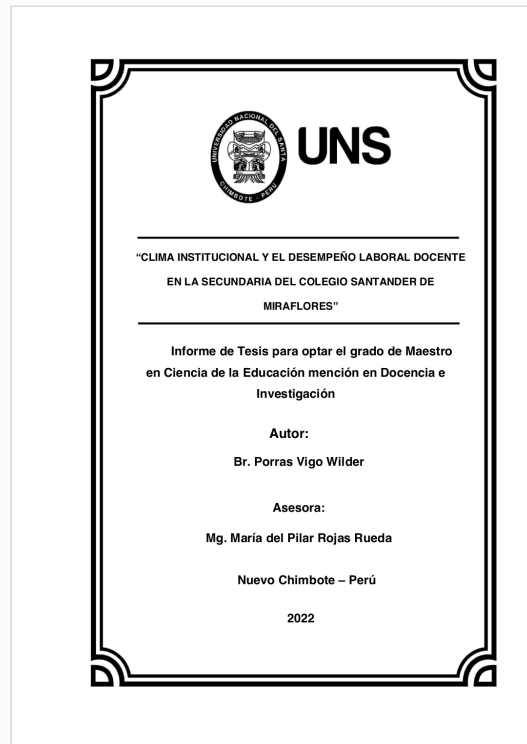 UNIVERSIDAD NACIONAL DEL SANTA
CHIMBOTE - PERU
UNS
“CLIMA INSTITUCIONAL Y EL DESEMPEÑO LABORAL DOCENTE
EN LA SECUNDARIA DEL COLEGIO SANTANDER DE
MIRAFLORES”
Informe de Tesis para optar el grado de Maestro
en Ciencia de la Educación mención en Docencia e
Investigación
Autor:
Br. Porras Vigo Wilder
Asesora:
Mg. María del Pilar Rojas Rueda
Nuevo Chimbote – Perú
2022